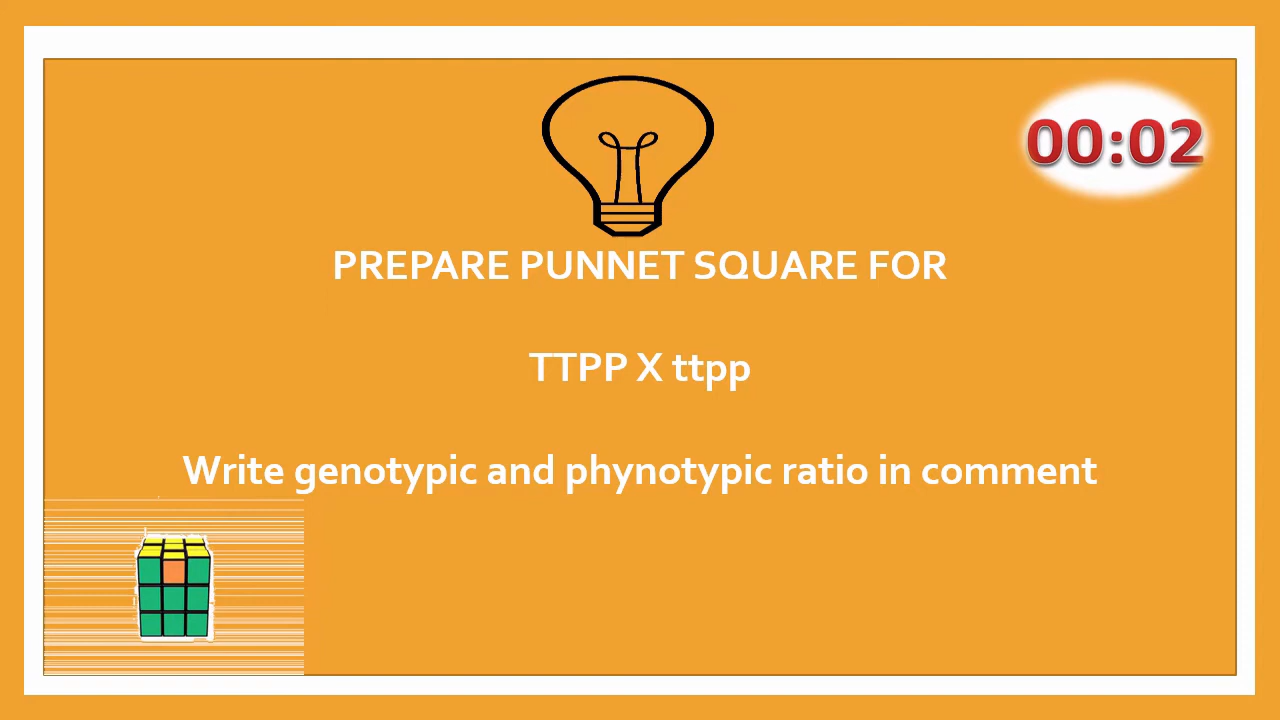 00:02
PREPARE PUNNET SQUARE FOR
TTPP X ttpp
Write genotypic and phynotypic ratio in comment